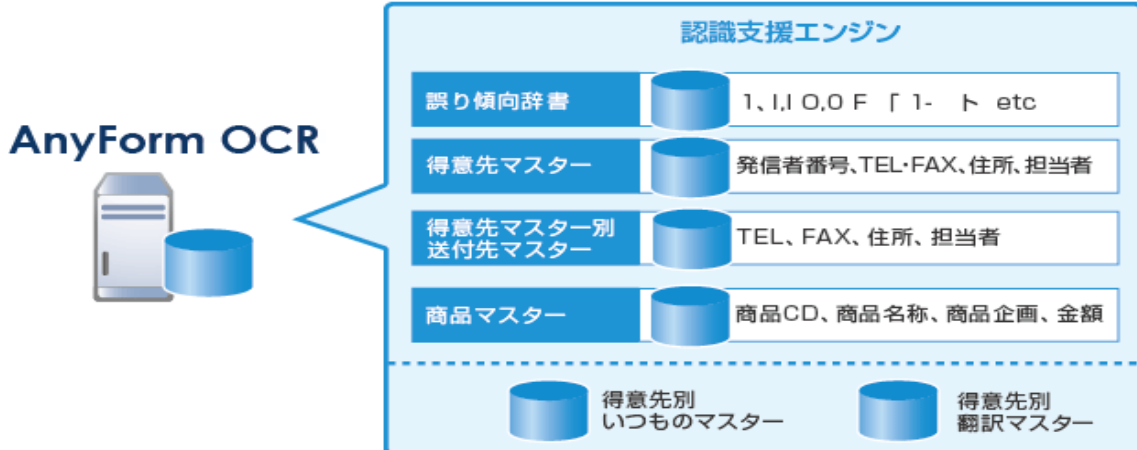 認識支援エンジン
誤り傾向辞書
1、I,I O,0 F 「 1- ト etc
AnyForm OCR
得意先マスター
発信者番号、TEL・FAX、住所、担当者
得意先マスター別
送付先マスター
TEL、FAX、住所、担当者
商品マスター
商品CD、商品名称、商品企画、金額
得意先別
いつものマスター
得意先別
翻訳マスター